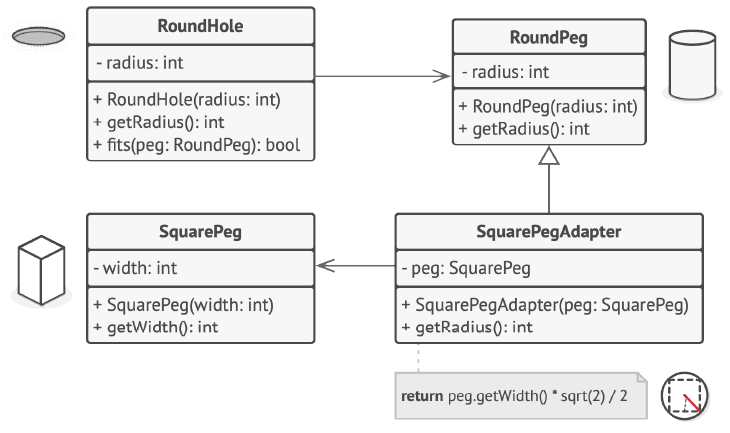 RoundHole
- radius: int
+ RoundHole(radius: int)
+ getRadius(): int
+ fits(peg: RoundPeg): bool
RoundPeg
- radius: int
+ RoundPeg(radius: int)
+ getRadius(): int
SquarePeg
- width: int
+ SquarePeg(width: int)
+ getWidth(): int
SquarePegAdapter
- peg: SquarePeg
+ SquarePegAdapter(peg: SquarePeg)
+ getRadius(): int
return peg.getWidth() * sqrt(2) / 2